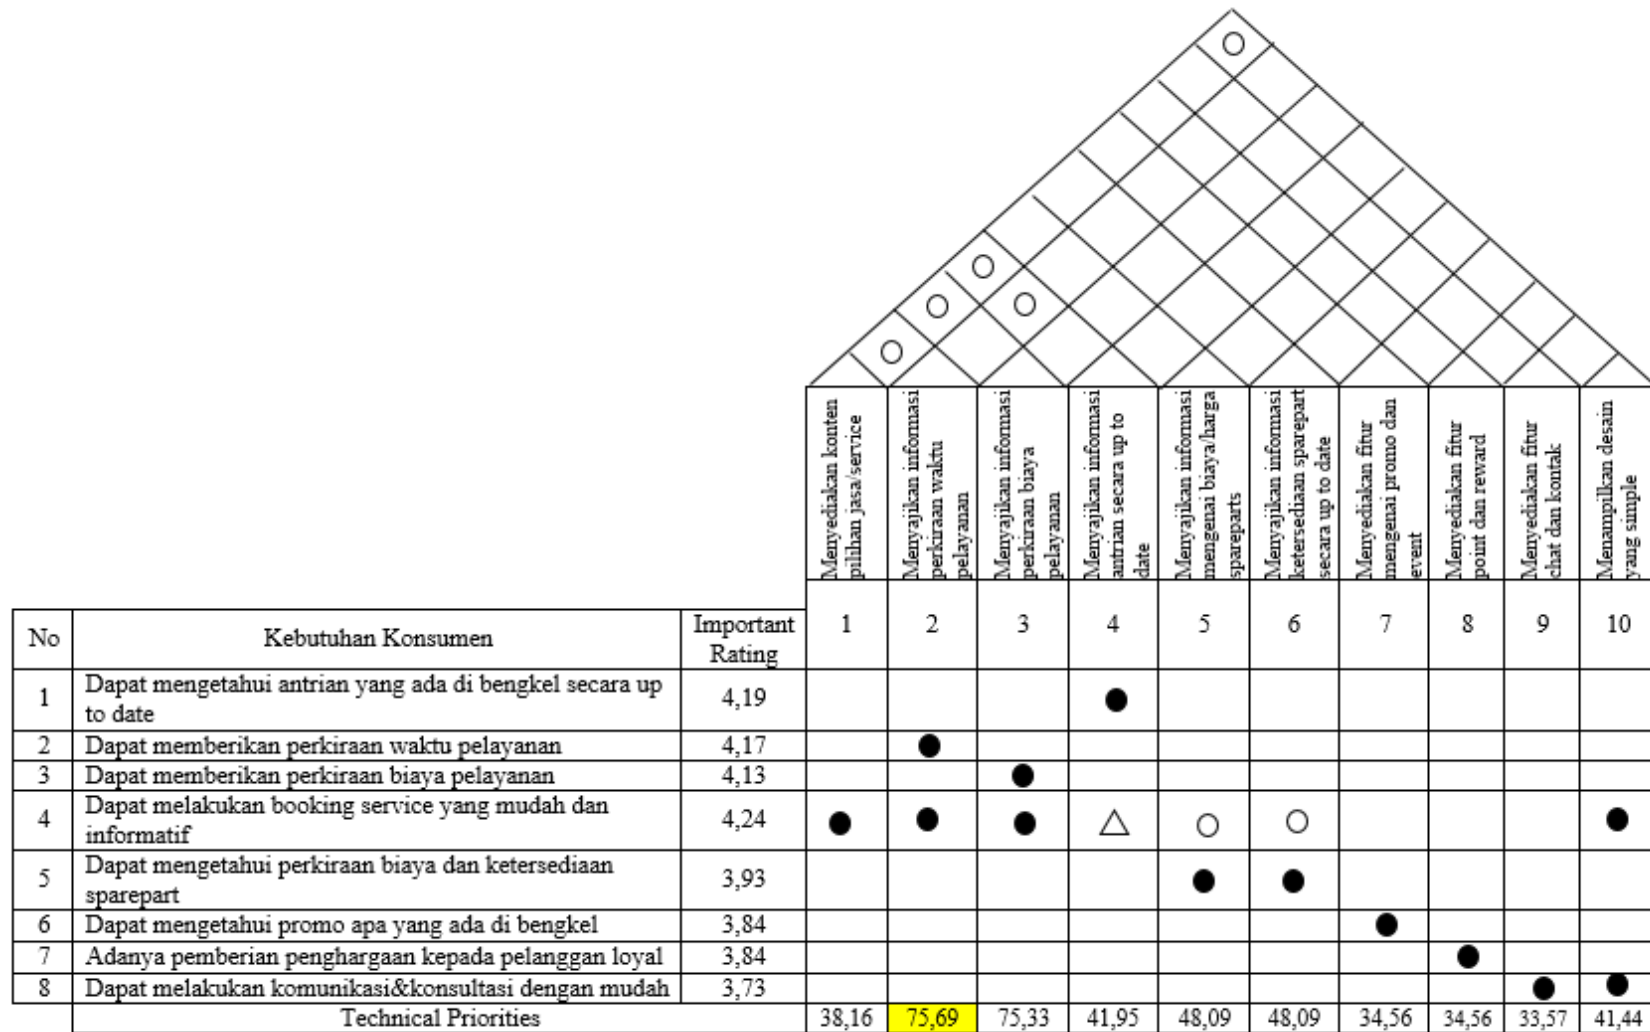 Menyediakan konten
pilihan jasa/service
Menyajikan informasi
perkiraan waktu
pelayanan
Menyajikan informasi
perkiraan biaya
pelayanan
Menyajikan informasi
antrian secara up to
date
Menyajikan informasi
mengenai biaya/harga
spareparts
Menyajikan informasi
ketersediaan sparepart
secara up to date
Menyediakan fitur
mengenai promo dan
event
Menyediakan fitur
point dan reward
Menyediakan fitur
chat dan kontak
Menampilkan desain
yang simple
No Kebutuhan Konsumen Important Rating 1 2 3 4 5 6 7 8 9 10
1 Dapat mengetahui antrian yang ada di bengkel secara up
to date 4,19
2 Dapat memberikan perkiraan waktu pelayanan 4,17
3 Dapat memberikan perkiraan biaya pelayanan 4,13
4 Dapat melakukan booking service yang mudah dan
informatif 4,24
5 Dapat mengetahui perkiraan biaya dan ketersediaan
sparepart 3,93
6 Dapat mengetahui promo apa yang ada di bengkel 3,84
7 Adanya pemberian penghargaan kepada pelanggan loyal 3,84
8 Dapat melakukan komunikasi&konsultasi dengan mudah 3,73
Technical Priorities 38,16 75,69 75,33 41,95 48,09 48,09 34,56 34,56 33,57 41,44